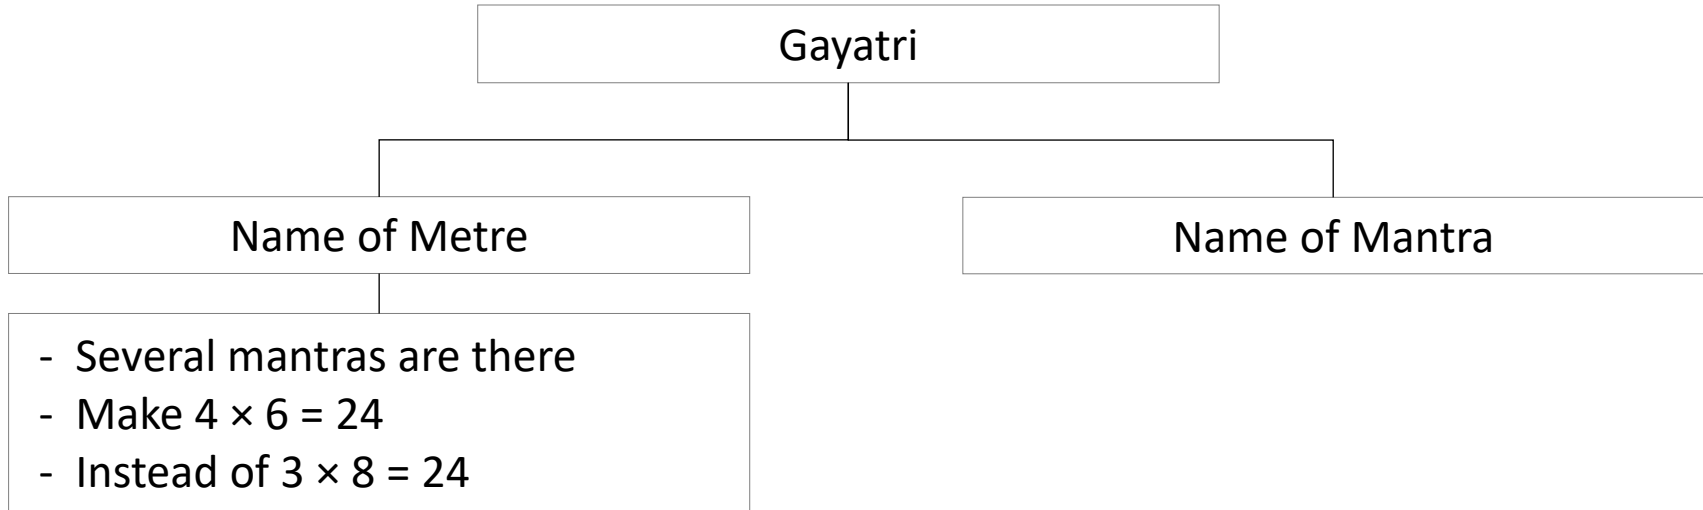 Gayatri
Name of Metre
Name of Mantra
- Several mantras are there
- Make 4 × 6 = 24
- Instead of 3 × 8 = 24